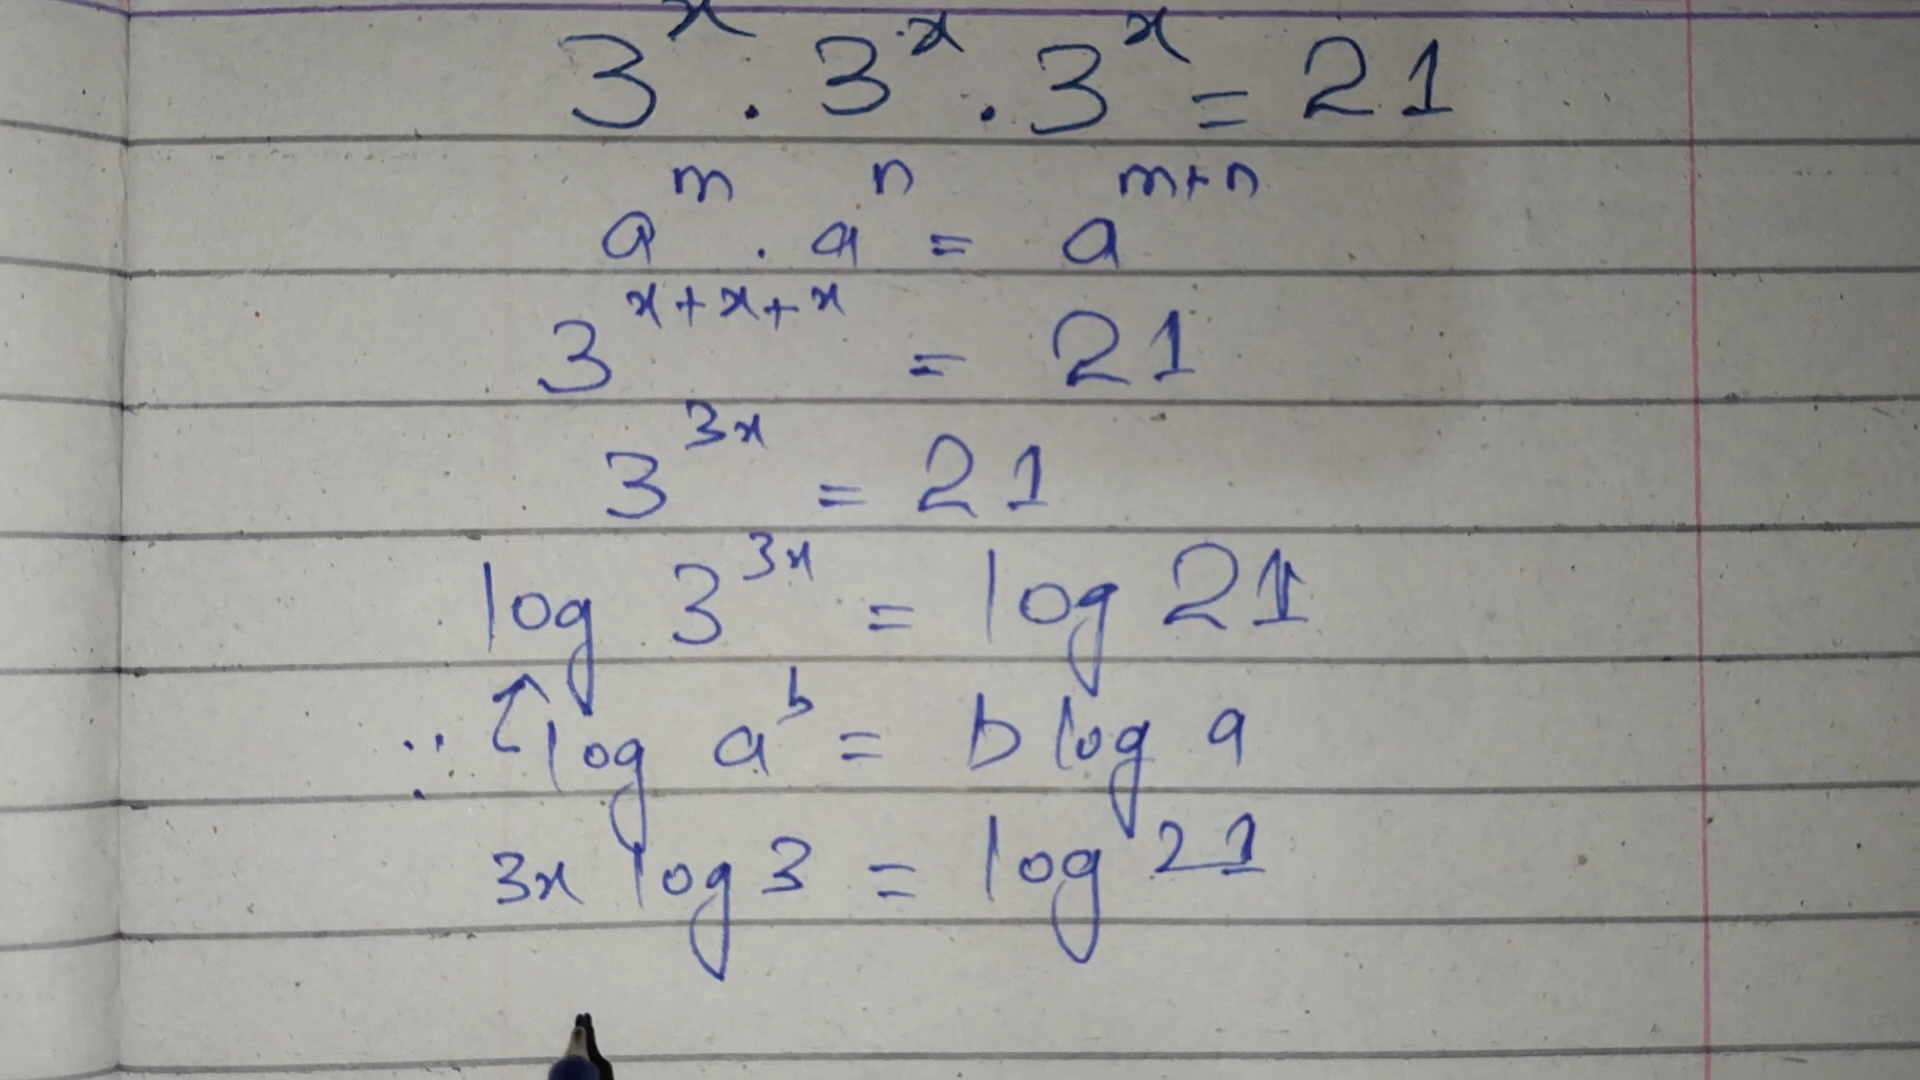 3^x . 3^x . 3^x = 21
a^m . a^n = a^(m+n)
3^(x+x+x) = 21
3^(3x) = 21
log 3^(3x) = log 21
∵ log a^b = b log a
3x log 3 = log 21